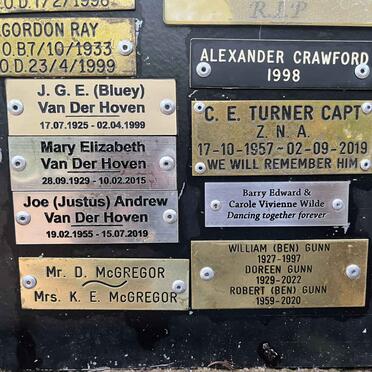 O.D. 1/2/1996
GORDON RAY
O.B7/10/1933
O.D.23/4/1999
J. G. E. (Bluey)
Van Der Hoven
17.07.1925 - 02.04.1999
Mary Elizabeth
Van Der Hoven
28.09.1929 - 10.02.2015
Joe (Justus) Andrew
Van Der Hoven
19.02.1955 - 15.07.2019
Mr. D. McGREGOR
Mrs. K. E. McGREGOR
R.I.P
ALEXANDER CRAWFORD
1998
C. E. TURNER CAPT
Z. N. A.
17-10-1957~02-09-2019
WE WILL REMEMBER HIM
Barry Edward &
Carole Vivienne Wilde
Dancing together forever
WILLIAM (BEN) GUNN
1927-1997
DOREEN GUNN
1929-2022
ROBERT (BEN) GUNN
1959-2020